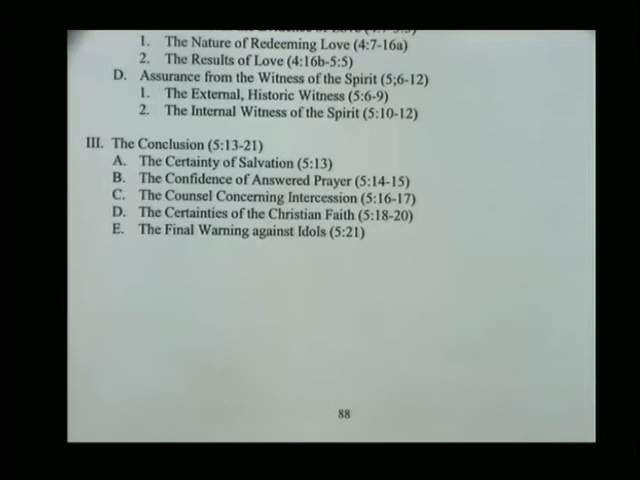 1. The Nature of Redeeming Love (4:7-16a)
2. The Results of Love (4:16b-5:5)
D. Assurance from the Witness of the Spirit (5;6-12)
1. The External, Historic Witness (5:6-9)
2. The Internal Witness of the Spirit (5:10-12)
III. The Conclusion (5:13-21)
A. The Certainty of Salvation (5:13)
B. The Confidence of Answered Prayer (5:14-15)
C. The Counsel Concerning Intercession (5:16-17)
D. The Certainties of the Christian Faith (5:18-20)
E. The Final Warning against Idols (5:21)
88